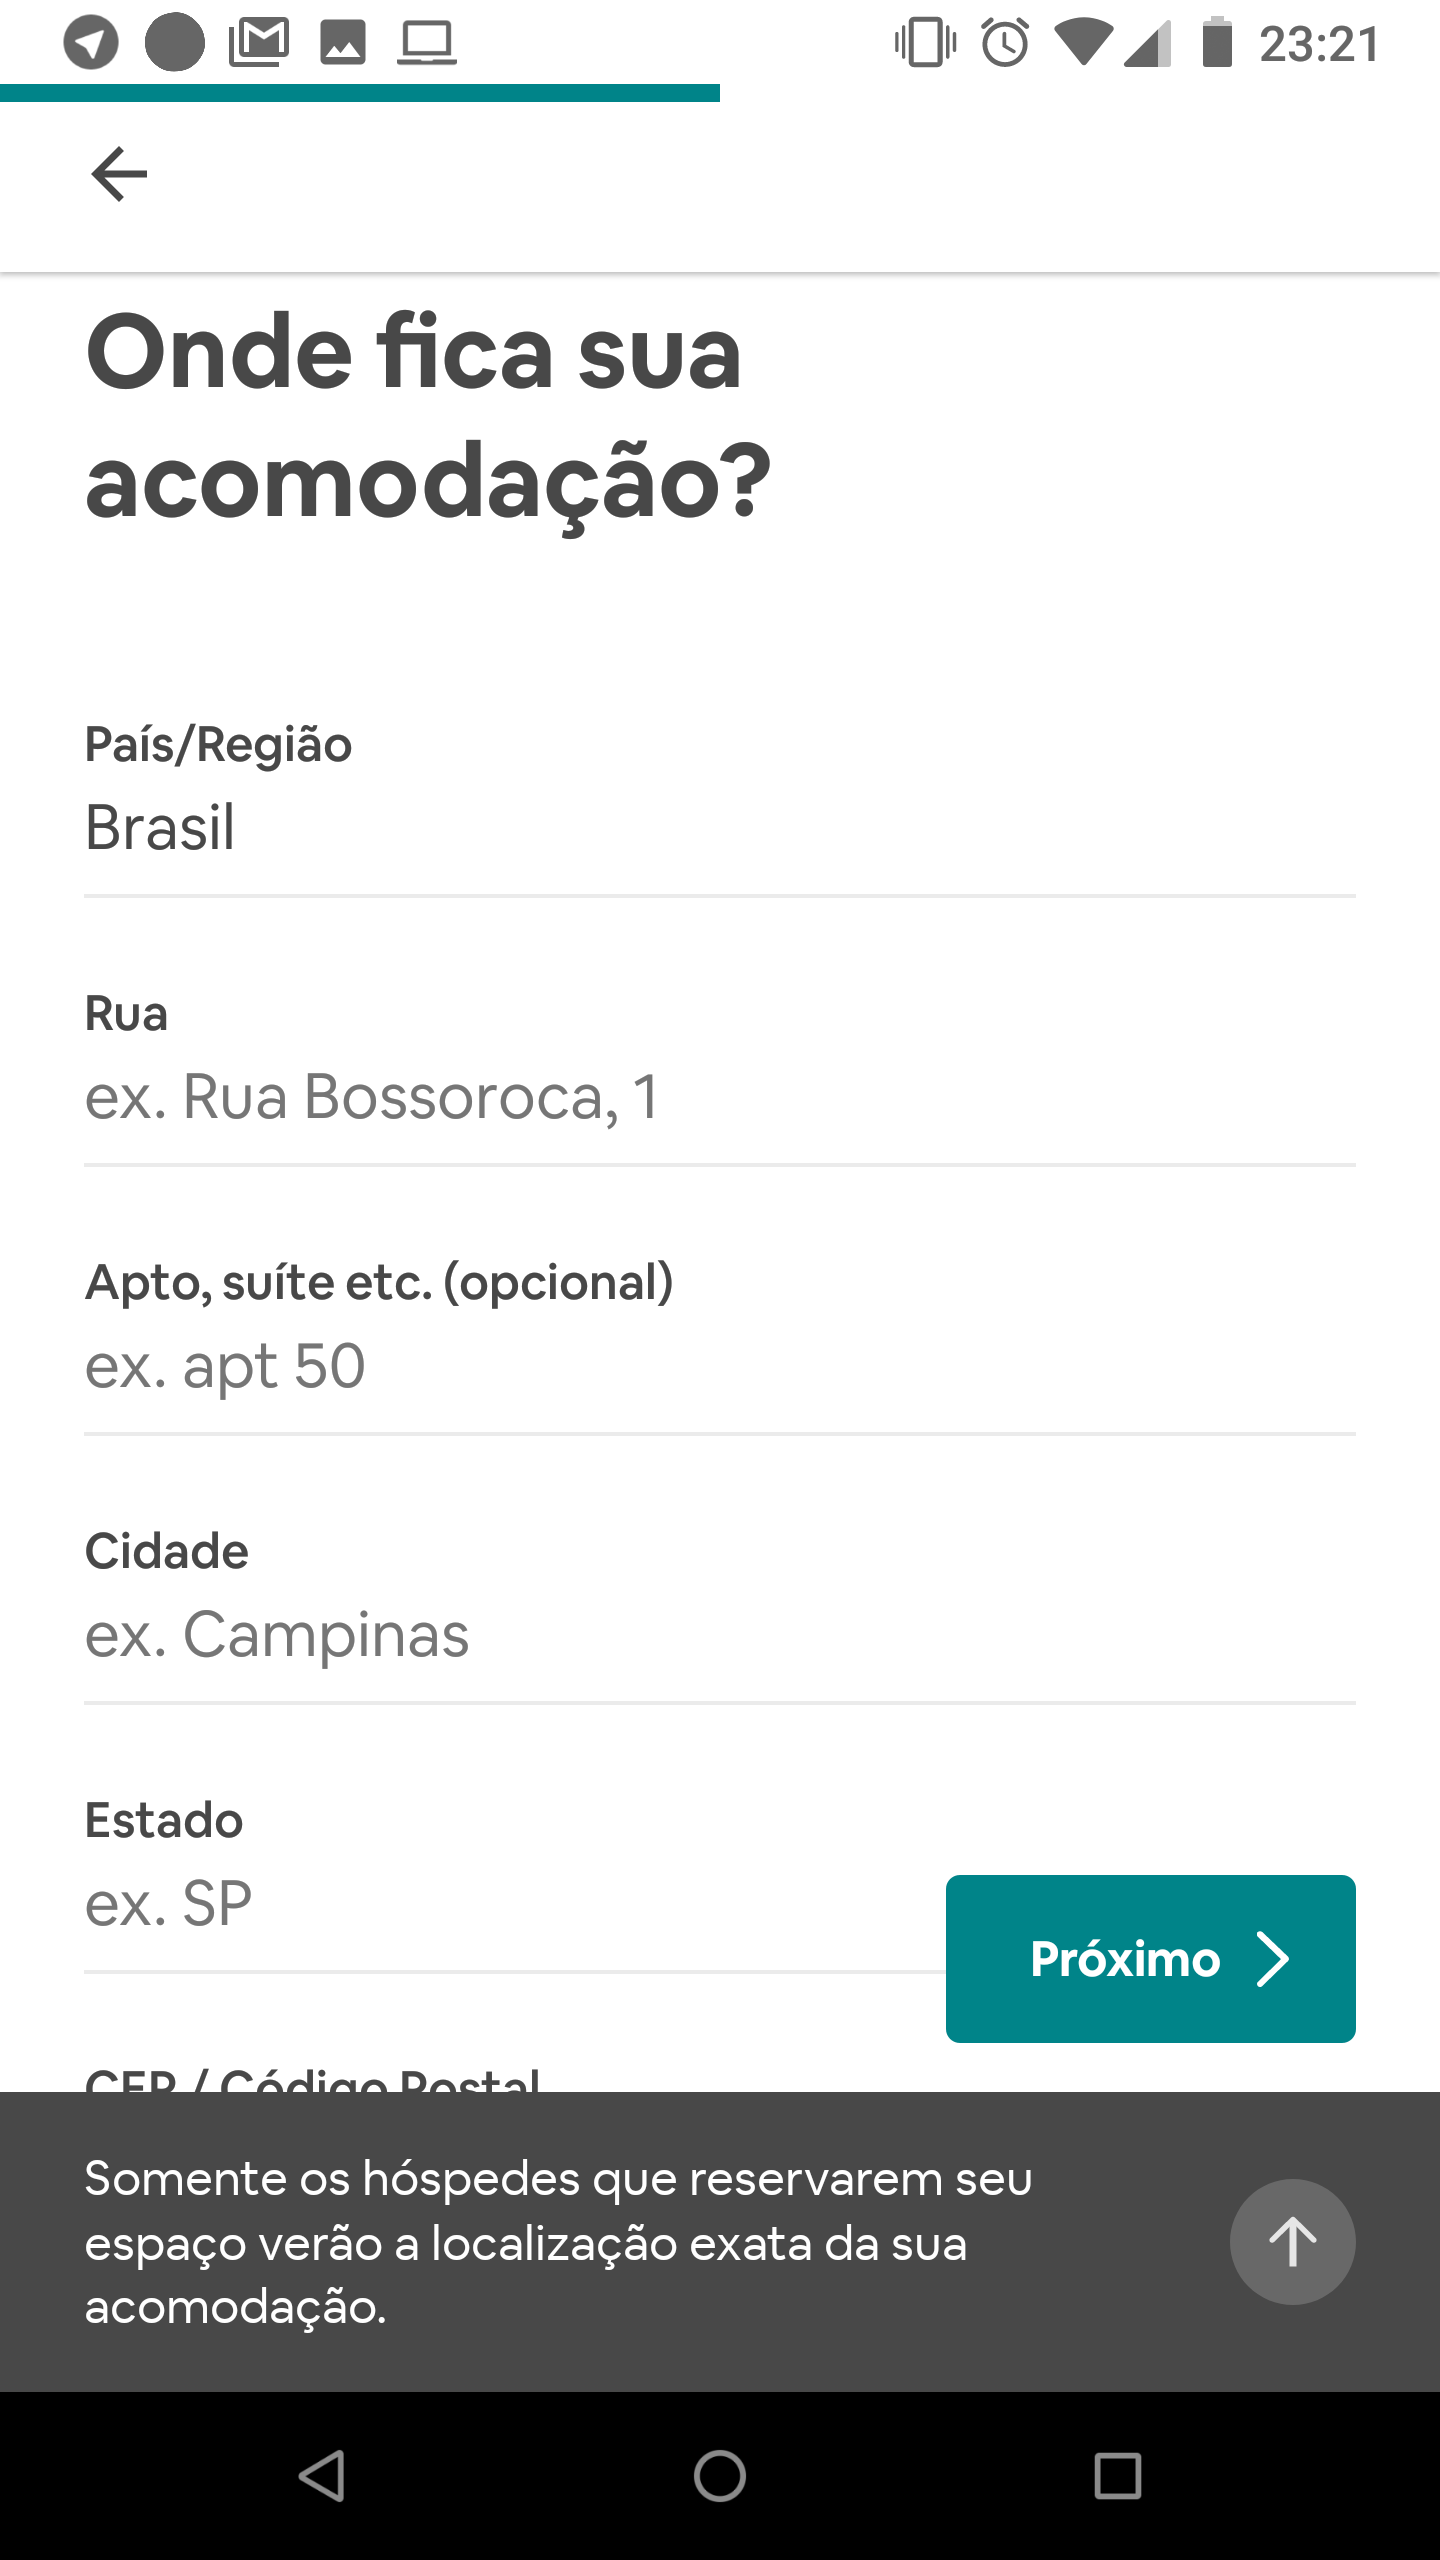 23:21
Onde fica sua
acomodação?
País/Região
Brasil
Rua
ex. Rua Bossoroca, 1
Apto, suíte etc. (opcional)
ex. apt 50
Cidade
ex. Campinas
Estado
ex. SP
Próximo
CEP / Código Postal
Somente os hóspedes que reservarem seu
espaço verão a localização exata da sua
acomodação.